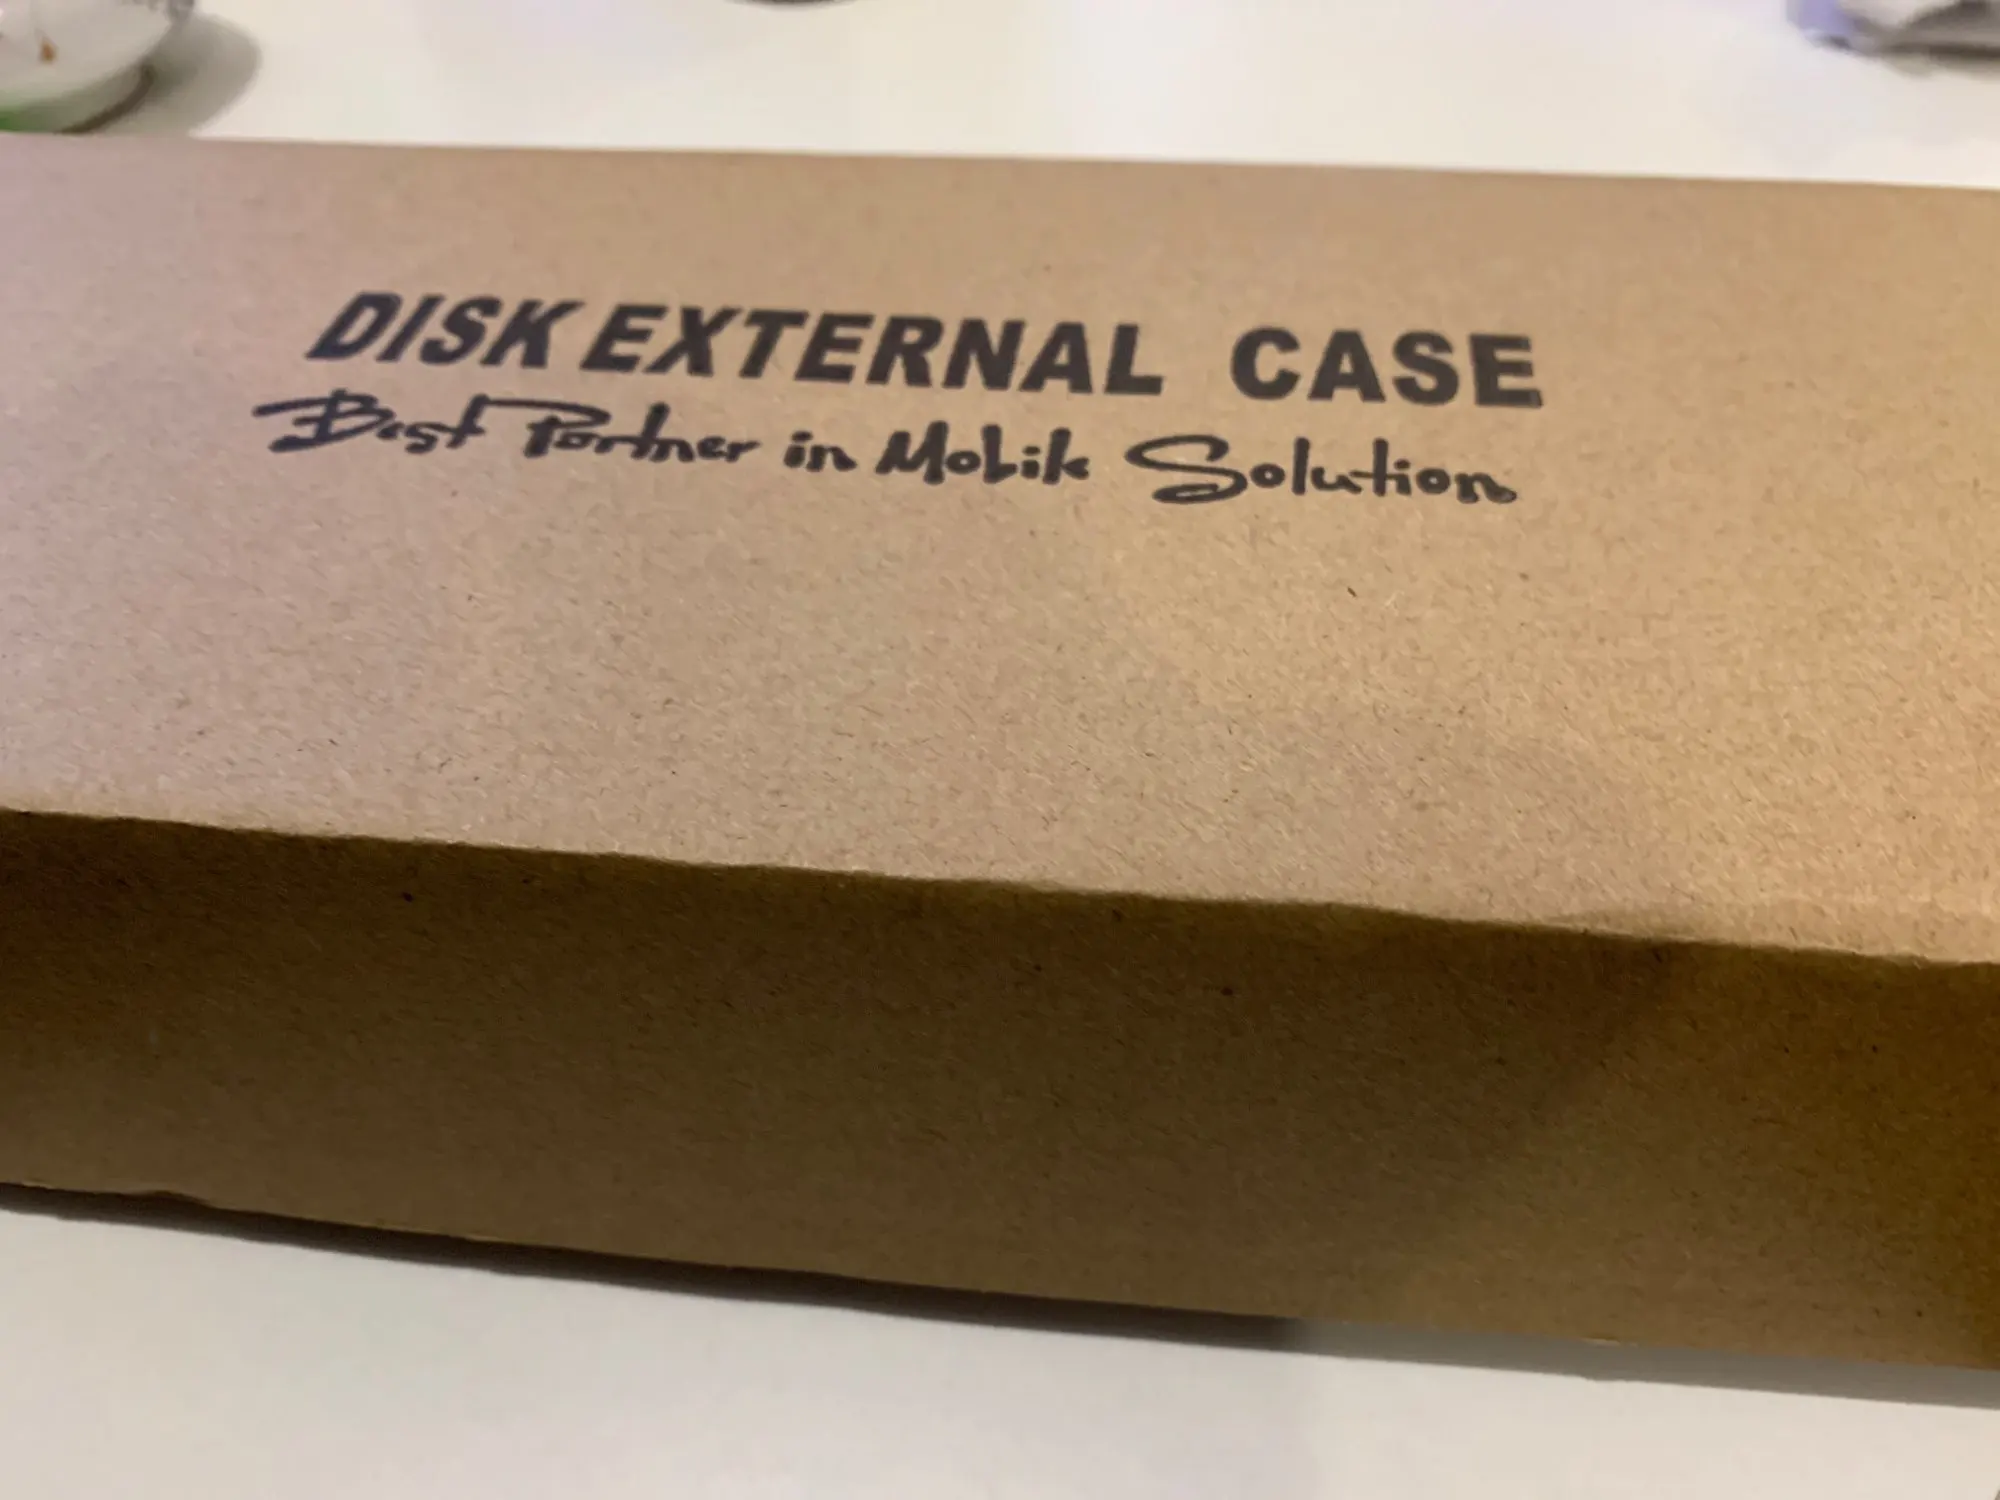 DISK EXTERNAL CASE
Best Partner in Mobile Solution